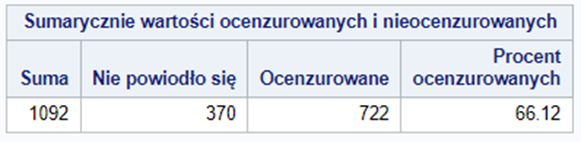 Sumarycznie wartości ocenzurowanych i nieocenzurowanych
Suma Nie powiodło się Ocenzurowane Procent ocenzurowanych
1092 370 722 66.12